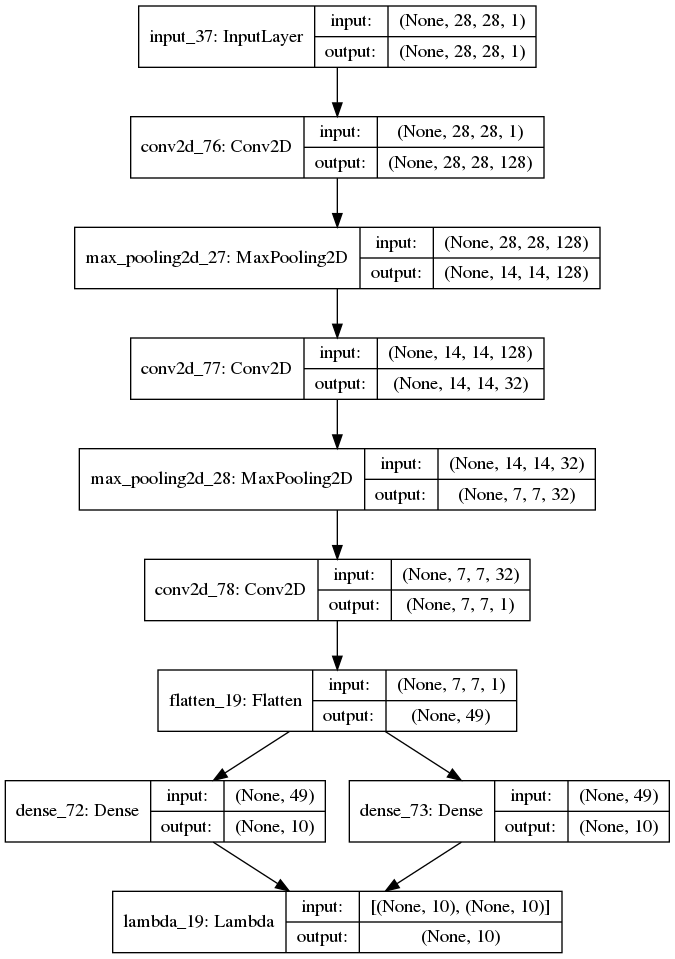 input_37: InputLayer
input: (None, 28, 28, 1)
output: (None, 28, 28, 1)
conv2d_76: Conv2D
input: (None, 28, 28, 1)
output: (None, 28, 28, 128)
max_pooling2d_27: MaxPooling2D
input: (None, 28, 28, 128)
output: (None, 14, 14, 128)
conv2d_77: Conv2D
input: (None, 14, 14, 128)
output: (None, 14, 14, 32)
max_pooling2d_28: MaxPooling2D
input: (None, 14, 14, 32)
output: (None, 7, 7, 32)
conv2d_78: Conv2D
input: (None, 7, 7, 32)
output: (None, 7, 7, 1)
flatten_19: Flatten
input: (None, 7, 7, 1)
output: (None, 49)
dense_72: Dense
input: (None, 49)
output: (None, 10)
dense_73: Dense
input: (None, 49)
output: (None, 10)
lambda_19: Lambda
input: [(None, 10), (None, 10)]
output: (None, 10)